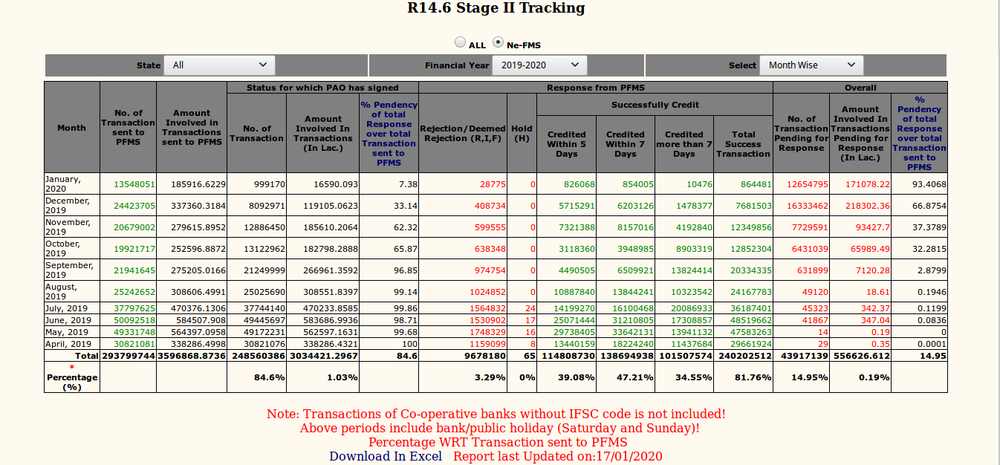 R14.6 Stage II Tracking
ALL Ne-FMS
State All Financial Year 2019-2020 Select Month Wise
Month
No. of Transaction sent to PFMS
Amount Involved in Transactions sent to PFMS
Status for which PAO has signed
No. of Transaction
Amount Involved In Transactions (In Lac.)
% Pendency of total Response over total Transaction sent to PFMS
Response from PFMS
Rejection/Deemed Rejection (R,I,F)
Hold (H)
Successfully Credit
Credited Within 5 Days
Credited Within 7 Days
Credited more than 7 Days
Total Success Transaction
Overall
No. of Transaction Pending for Response
Amount Involved In Transactions Pending for Response (In Lac.)
% Pendency of total Response over total Transaction sent to PFMS
January, 2020 13548051 185916.6229 999170 16590.093 7.38 28775 0 826068 854005 10476 864481 12654795 171078.22 93.4068
December, 2019 24423705 337360.3184 8092971 119105.0623 33.14 408734 0 5715291 6203126 1478377 7681503 16333462 218302.36 66.8754
November, 2019 20679002 279615.8952 12886450 185610.2064 62.32 599555 0 7321388 8157016 4192840 12349856 7729591 93427.7 37.3789
October, 2019 19921717 252596.8872 13122962 182798.2888 65.87 638348 0 3118360 3948985 8903319 12852304 6431039 65989.49 32.2815
September, 2019 21941645 275205.0166 21249999 266961.3592 96.85 974754 0 4490505 6509921 13824414 20334335 631899 7120.28 2.8799
August, 2019 25242652 308606.4991 25025690 308551.8397 99.14 1024852 0 10887840 13844241 10323542 24167783 49120 18.61 0.1946
July, 2019 37797625 470376.1306 37744140 470233.8585 99.86 1564832 24 14199270 16100468 20086933 36187401 45323 342.37 0.1199
June, 2019 50092518 584507.908 49445697 583686.9936 98.71 1530902 17 25071444 31210805 17308857 48519662 41867 347.04 0.0836
May, 2019 49331748 564397.0958 49172231 562597.1631 99.68 1748329 16 29738405 33642131 13941132 47583263 14 0.19 0
April, 2019 30821081 338286.4998 30821076 338286.4321 100 1159099 8 13440159 18224240 11437684 29661924 29 0.35 0.0001
Total 293799744 3596868.8736 248560386 3034421.2967 84.6 9678180 65 114808730 138694938 101507574 240202512 43917139 556626.612 14.95
* Percentage (%) 84.6% 1.03% 3.29% 0% 39.08% 47.21% 34.55% 81.76% 14.95% 0.19%
Note: Transactions of Co-operative banks without IFSC code is not included!
Above periods include bank/public holiday (Saturday and Sunday)!
Percentage WRT Transaction sent to PFMS
Download In Excel Report last Updated on:17/01/2020